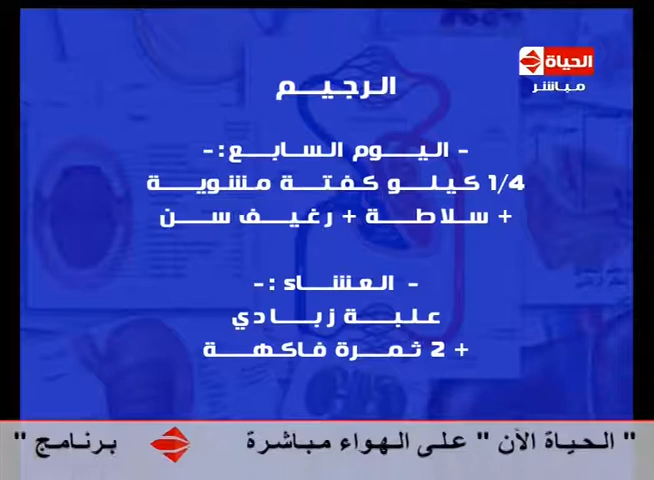 الحياة
مباشر
الرجيم
- اليوم السابع :-
1/4 كيلو كفتة مشوية
+ سلاطة + رغيف سن
- العشاء :-
علبة زبادي
+ 2 ثمرة فاكهة
" الحياة الآن " على الهواء مباشرة
برنامج "